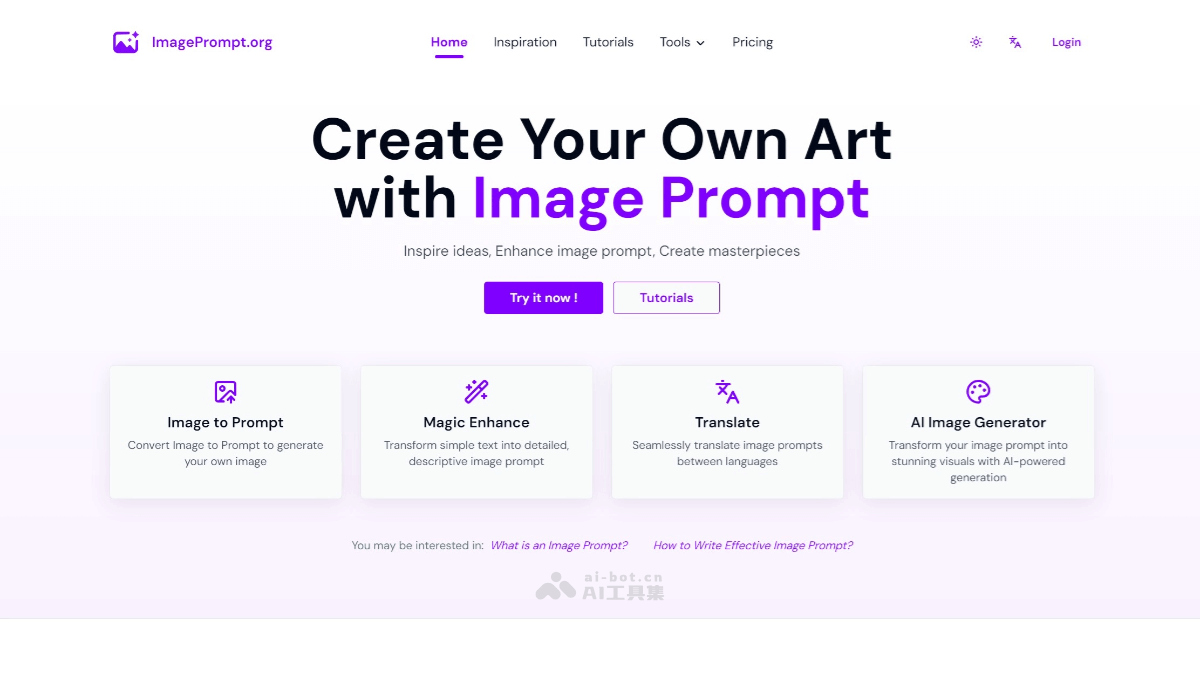 ImagePrompt.org
Home Inspiration Tutorials Tools Pricing
Login
Create Your Own Art
with Image Prompt
Inspire ideas, Enhance image prompt, Create masterpieces
Try it now !
Tutorials
Image to Prompt
Convert Image to Prompt to generate
your own image
Magic Enhance
Transform simple text into detailed,
descriptive image prompt
Translate
Seamlessly translate image prompts
between languages
AI Image Generator
Transform your image prompt into
stunning visuals with AI-powered
generation
You may be interested in: What is an Image Prompt? How to Write Effective Image Prompt?
ai-bot.cn
AI工具集